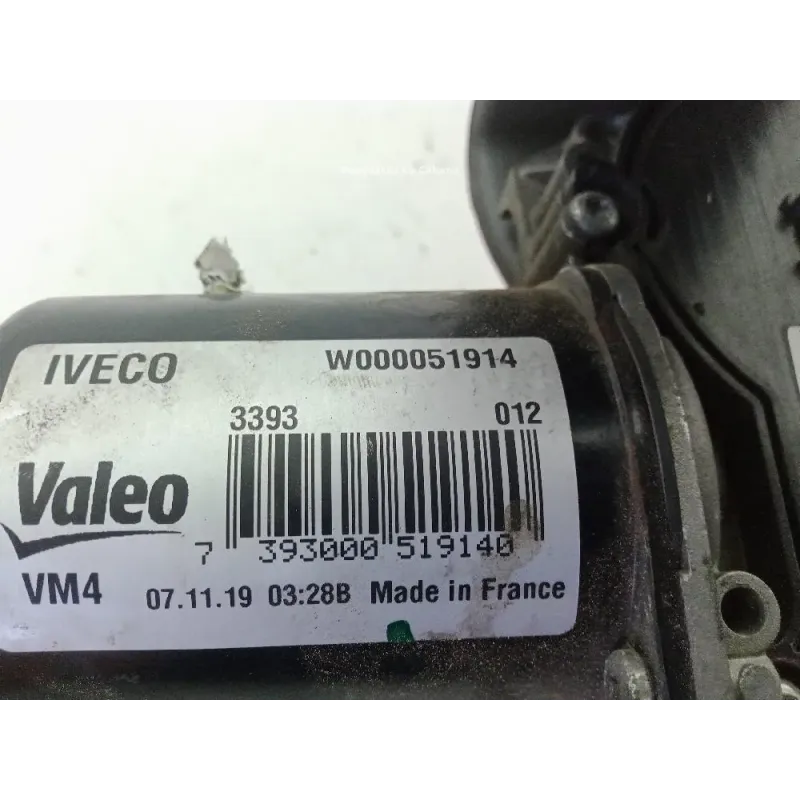 IVECO W000051914
3393 012
Valeo
7 393000 519140
VM4 07.11.19 03:28B Made in France